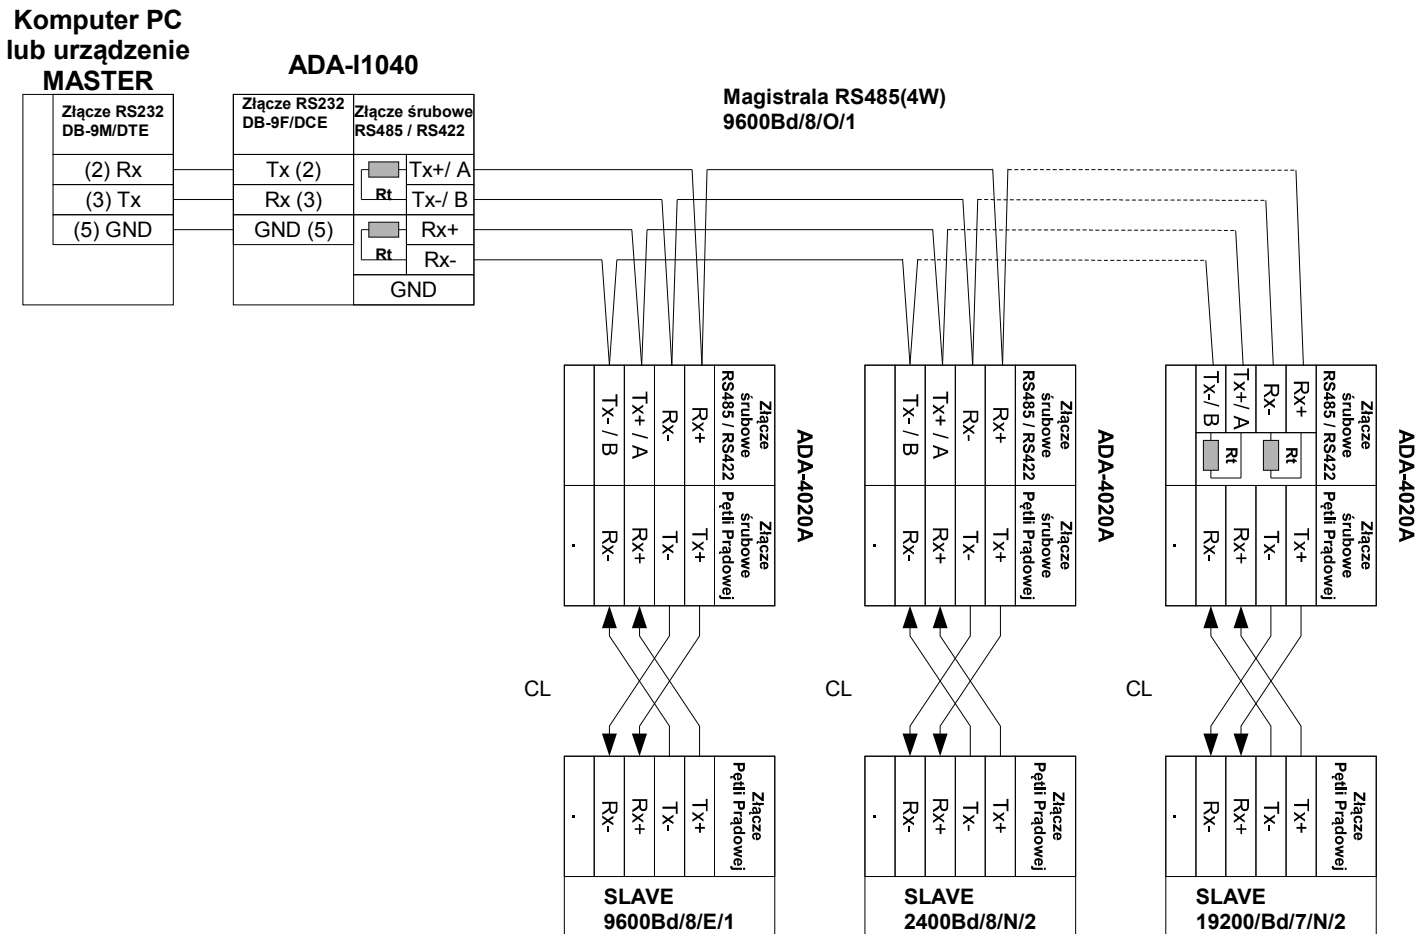 Komputer PC
lub urządzenie
MASTER
ADA-I1040
Magistrala RS485(4W)
9600Bd/8/O/1
Złącze RS232
DB-9M/DTE
Złącze RS232
DB-9F/DCE
Złącze śrubowe
RS485 / RS422
(2) Rx
Tx (2)
Tx+/ A
(3) Tx
Rx (3)
Rt
Tx-/ B
(5) GND
GND (5)
Rx+
Rt
Rx-
GND
Tx- / B
Tx+ / A
Rx-
Rx+
Złącze
śrubowe
RS485 / RS422
Rx-
Rx+
Tx-
Tx+
Złącze
śrubowe
Pętli Prądowej
.
ADA-4020A
Tx- / B
Tx+ / A
Rx-
Rx+
Złącze
śrubowe
RS485 / RS422
Rx-
Rx+
Tx-
Tx+
Złącze
śrubowe
Pętli Prądowej
.
ADA-4020A
Tx-/ B
Tx+/ A
Rx-
Rx+
Rt
Rt
Złącze
śrubowe
RS485 / RS422
Rx-
Rx+
Tx-
Tx+
Złącze
śrubowe
Pętli Prądowej
.
ADA-4020A
CL
CL
CL
.
Rx-
Rx+
Tx-
Tx+
Złącze
Pętli Prądowej
SLAVE
9600Bd/8/E/1
.
Rx-
Rx+
Tx-
Tx+
Złącze
Pętli Prądowej
SLAVE
2400Bd/8/N/2
.
Rx-
Rx+
Tx-
Tx+
Złącze
Pętli Prądowej
SLAVE
19200/Bd/7/N/2